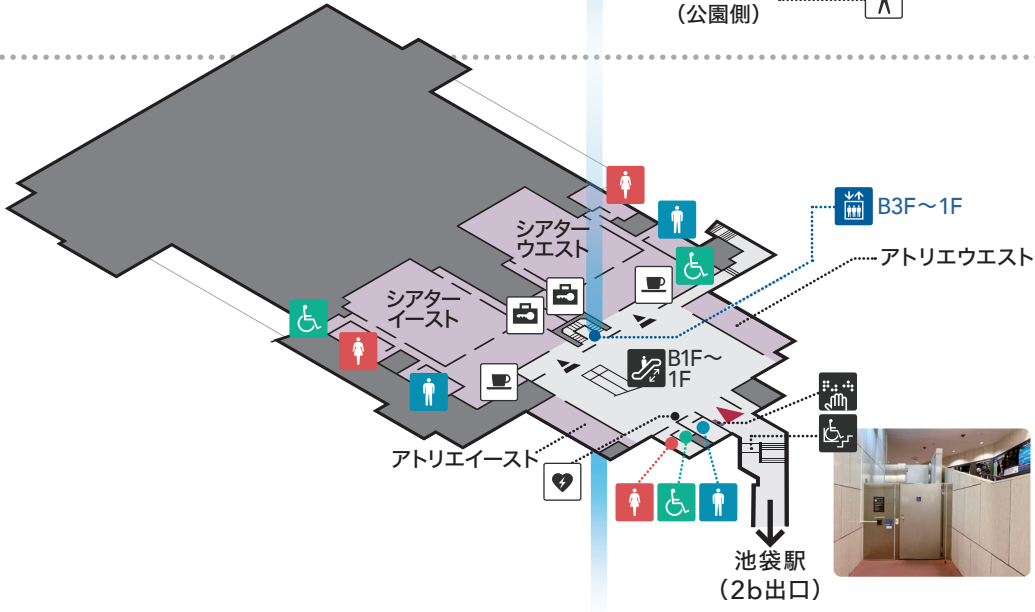 （公園側）
シアター
ウエスト
B3F～1F
アトリエウエスト
シアター
イースト
B1F～
1F
アトリエイースト
池袋駅
（2b出口）